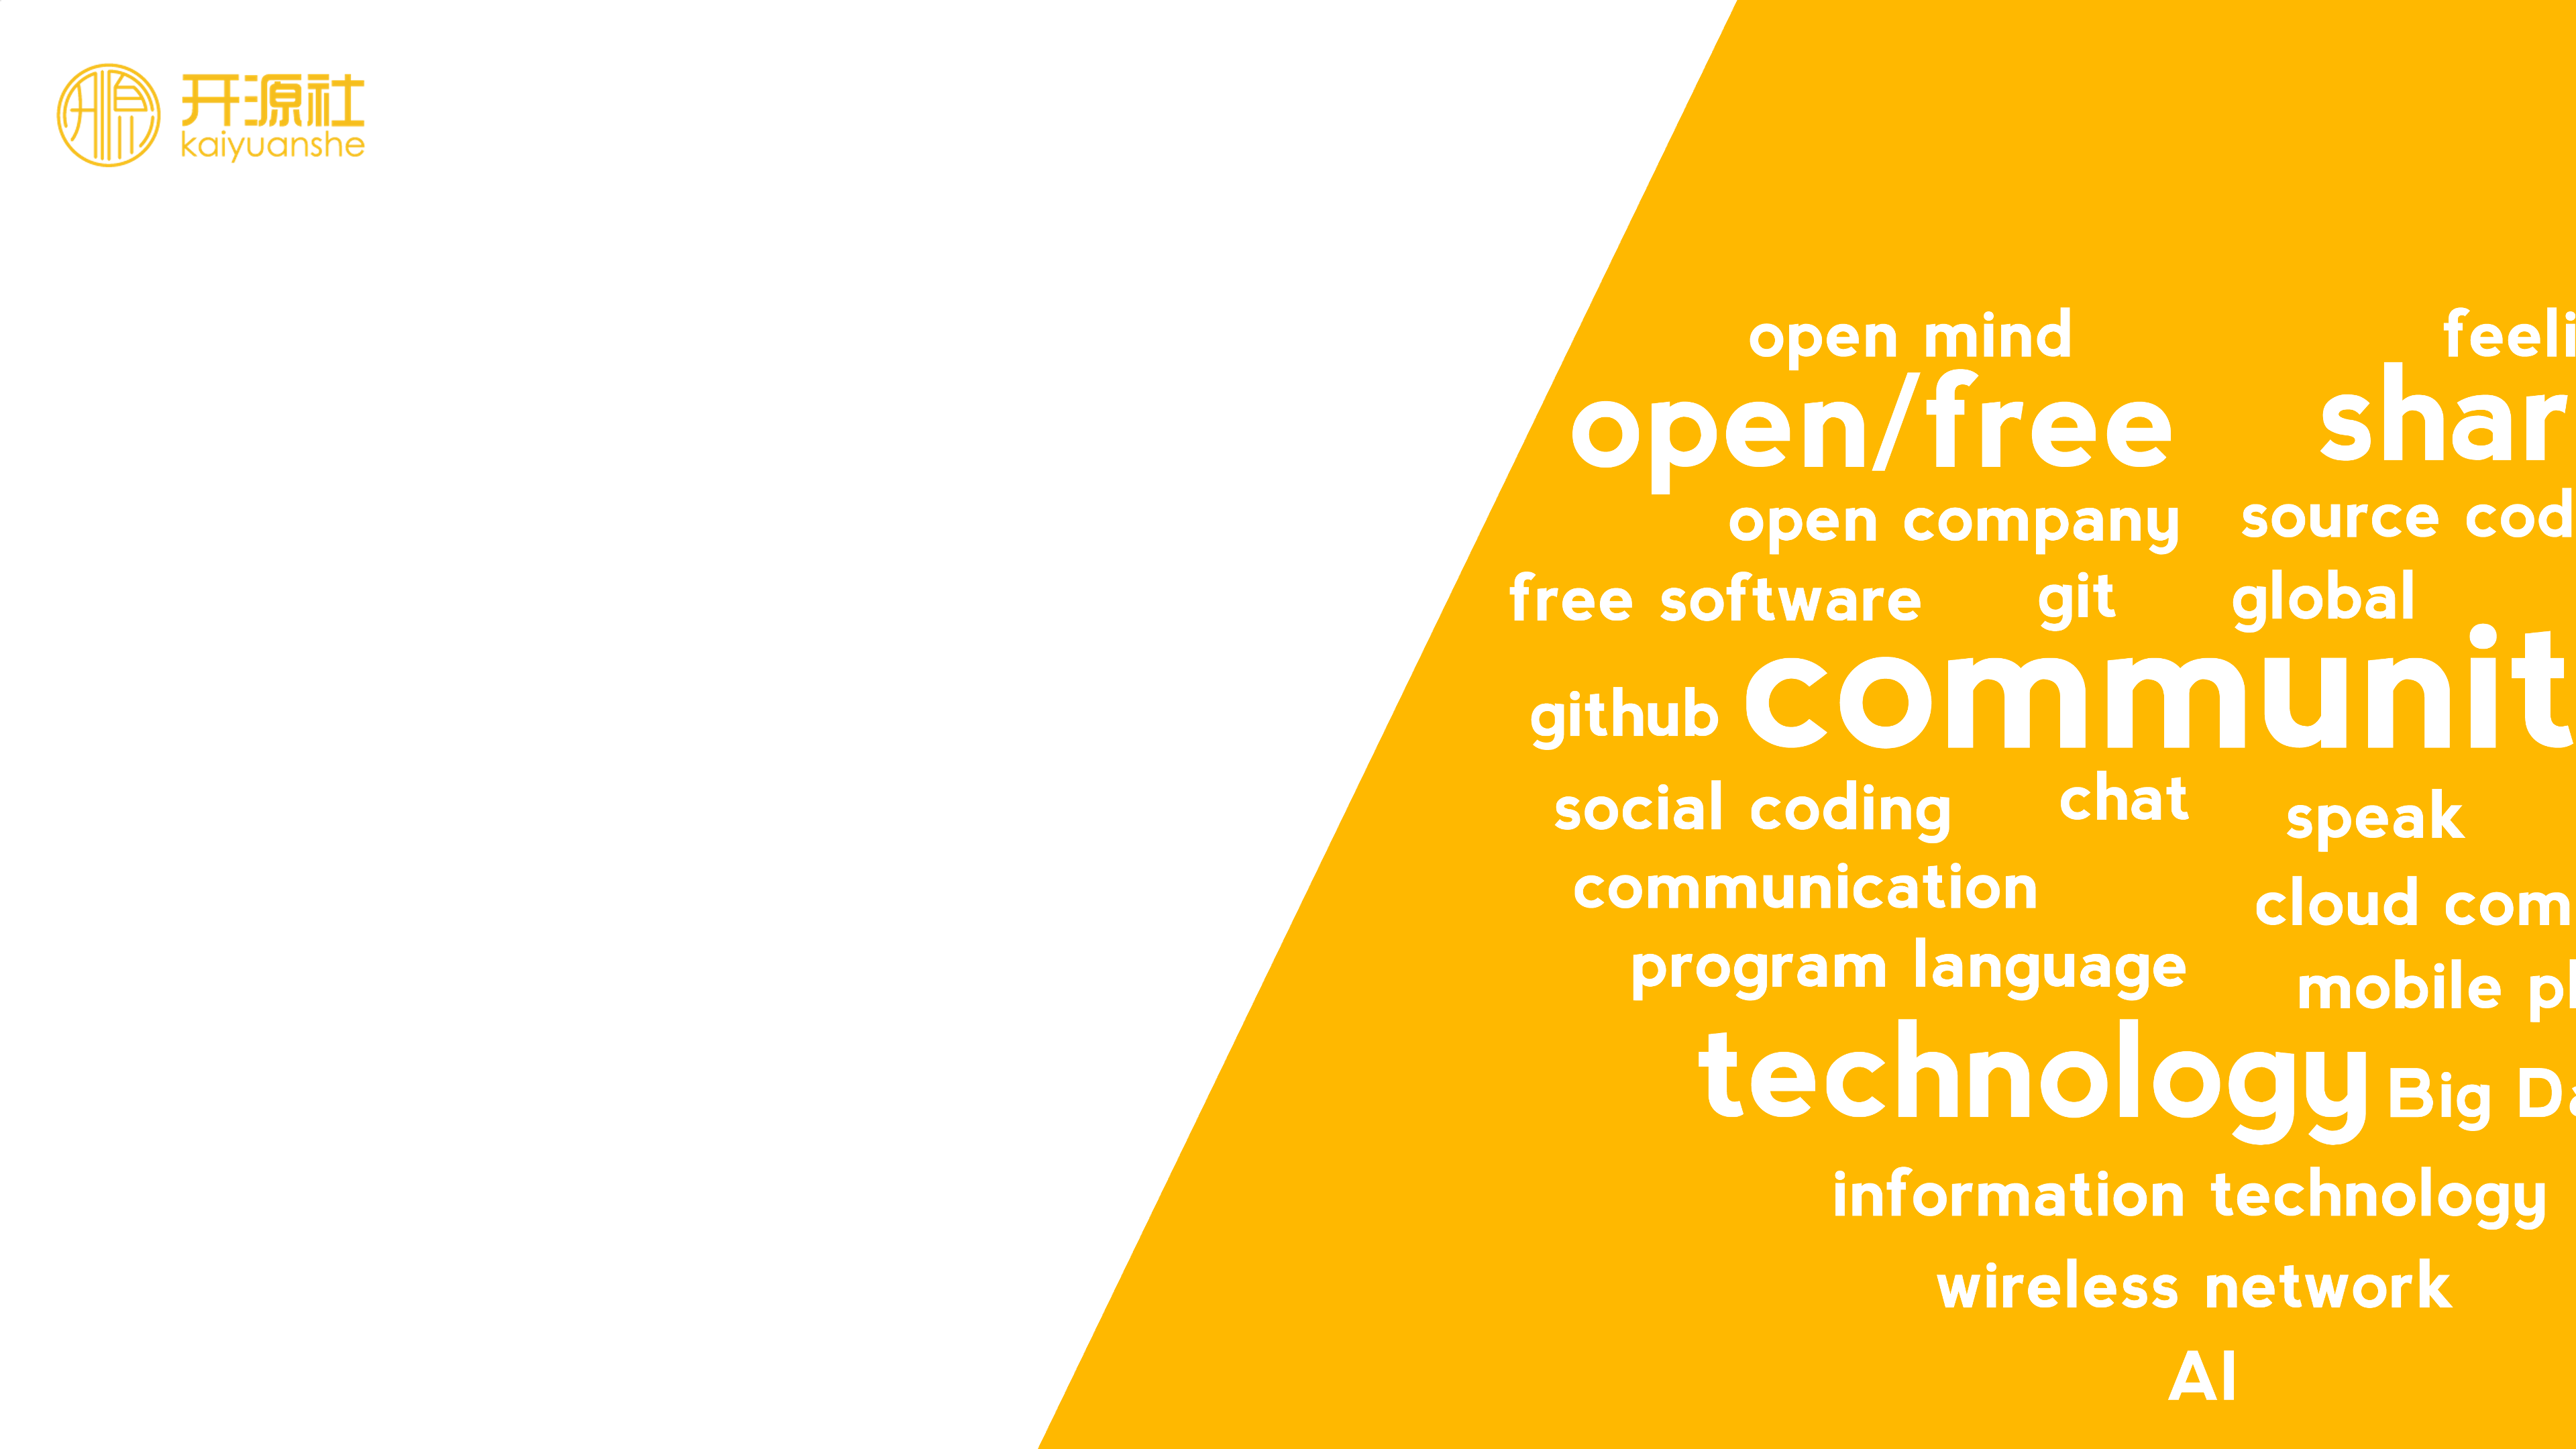 开源社
kaiyuanshe
open mind feeli
open/free shar
open company source cod
free software git global
github communit
social coding chat speak
communication cloud com
program language mobile pl
technology Big Da
information technology
wireless network
AI